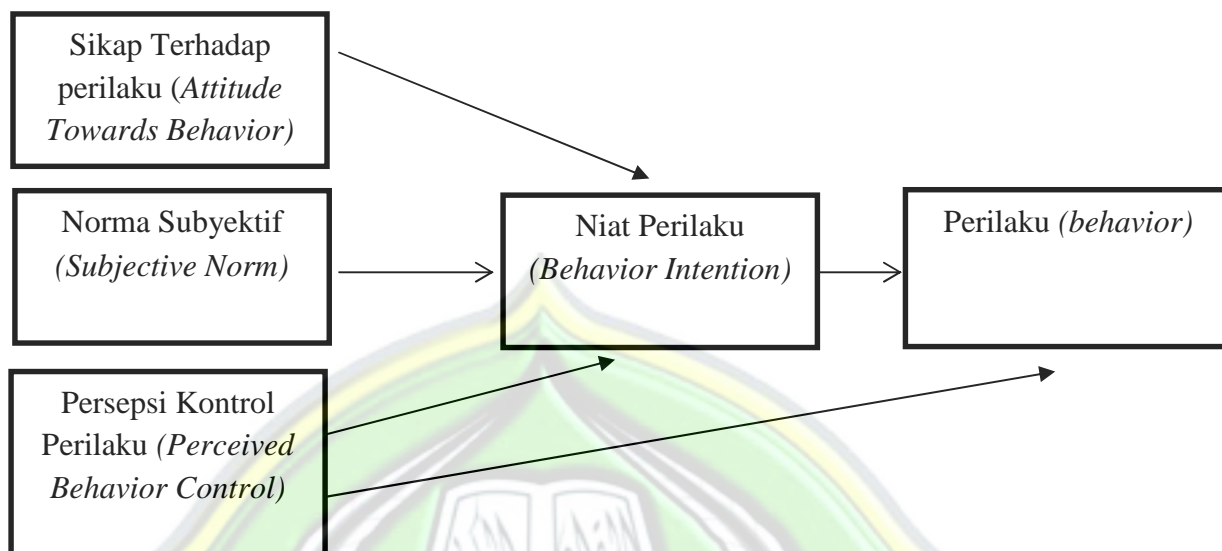 Sikap Terhadap
perilaku (Attitude
Towards Behavior)
Norma Subyektif
(Subjective Norm)
Niat Perilaku
(Behavior Intention)
Perilaku (behavior)
Persepsi Kontrol
Perilaku (Perceived
Behavior Control)